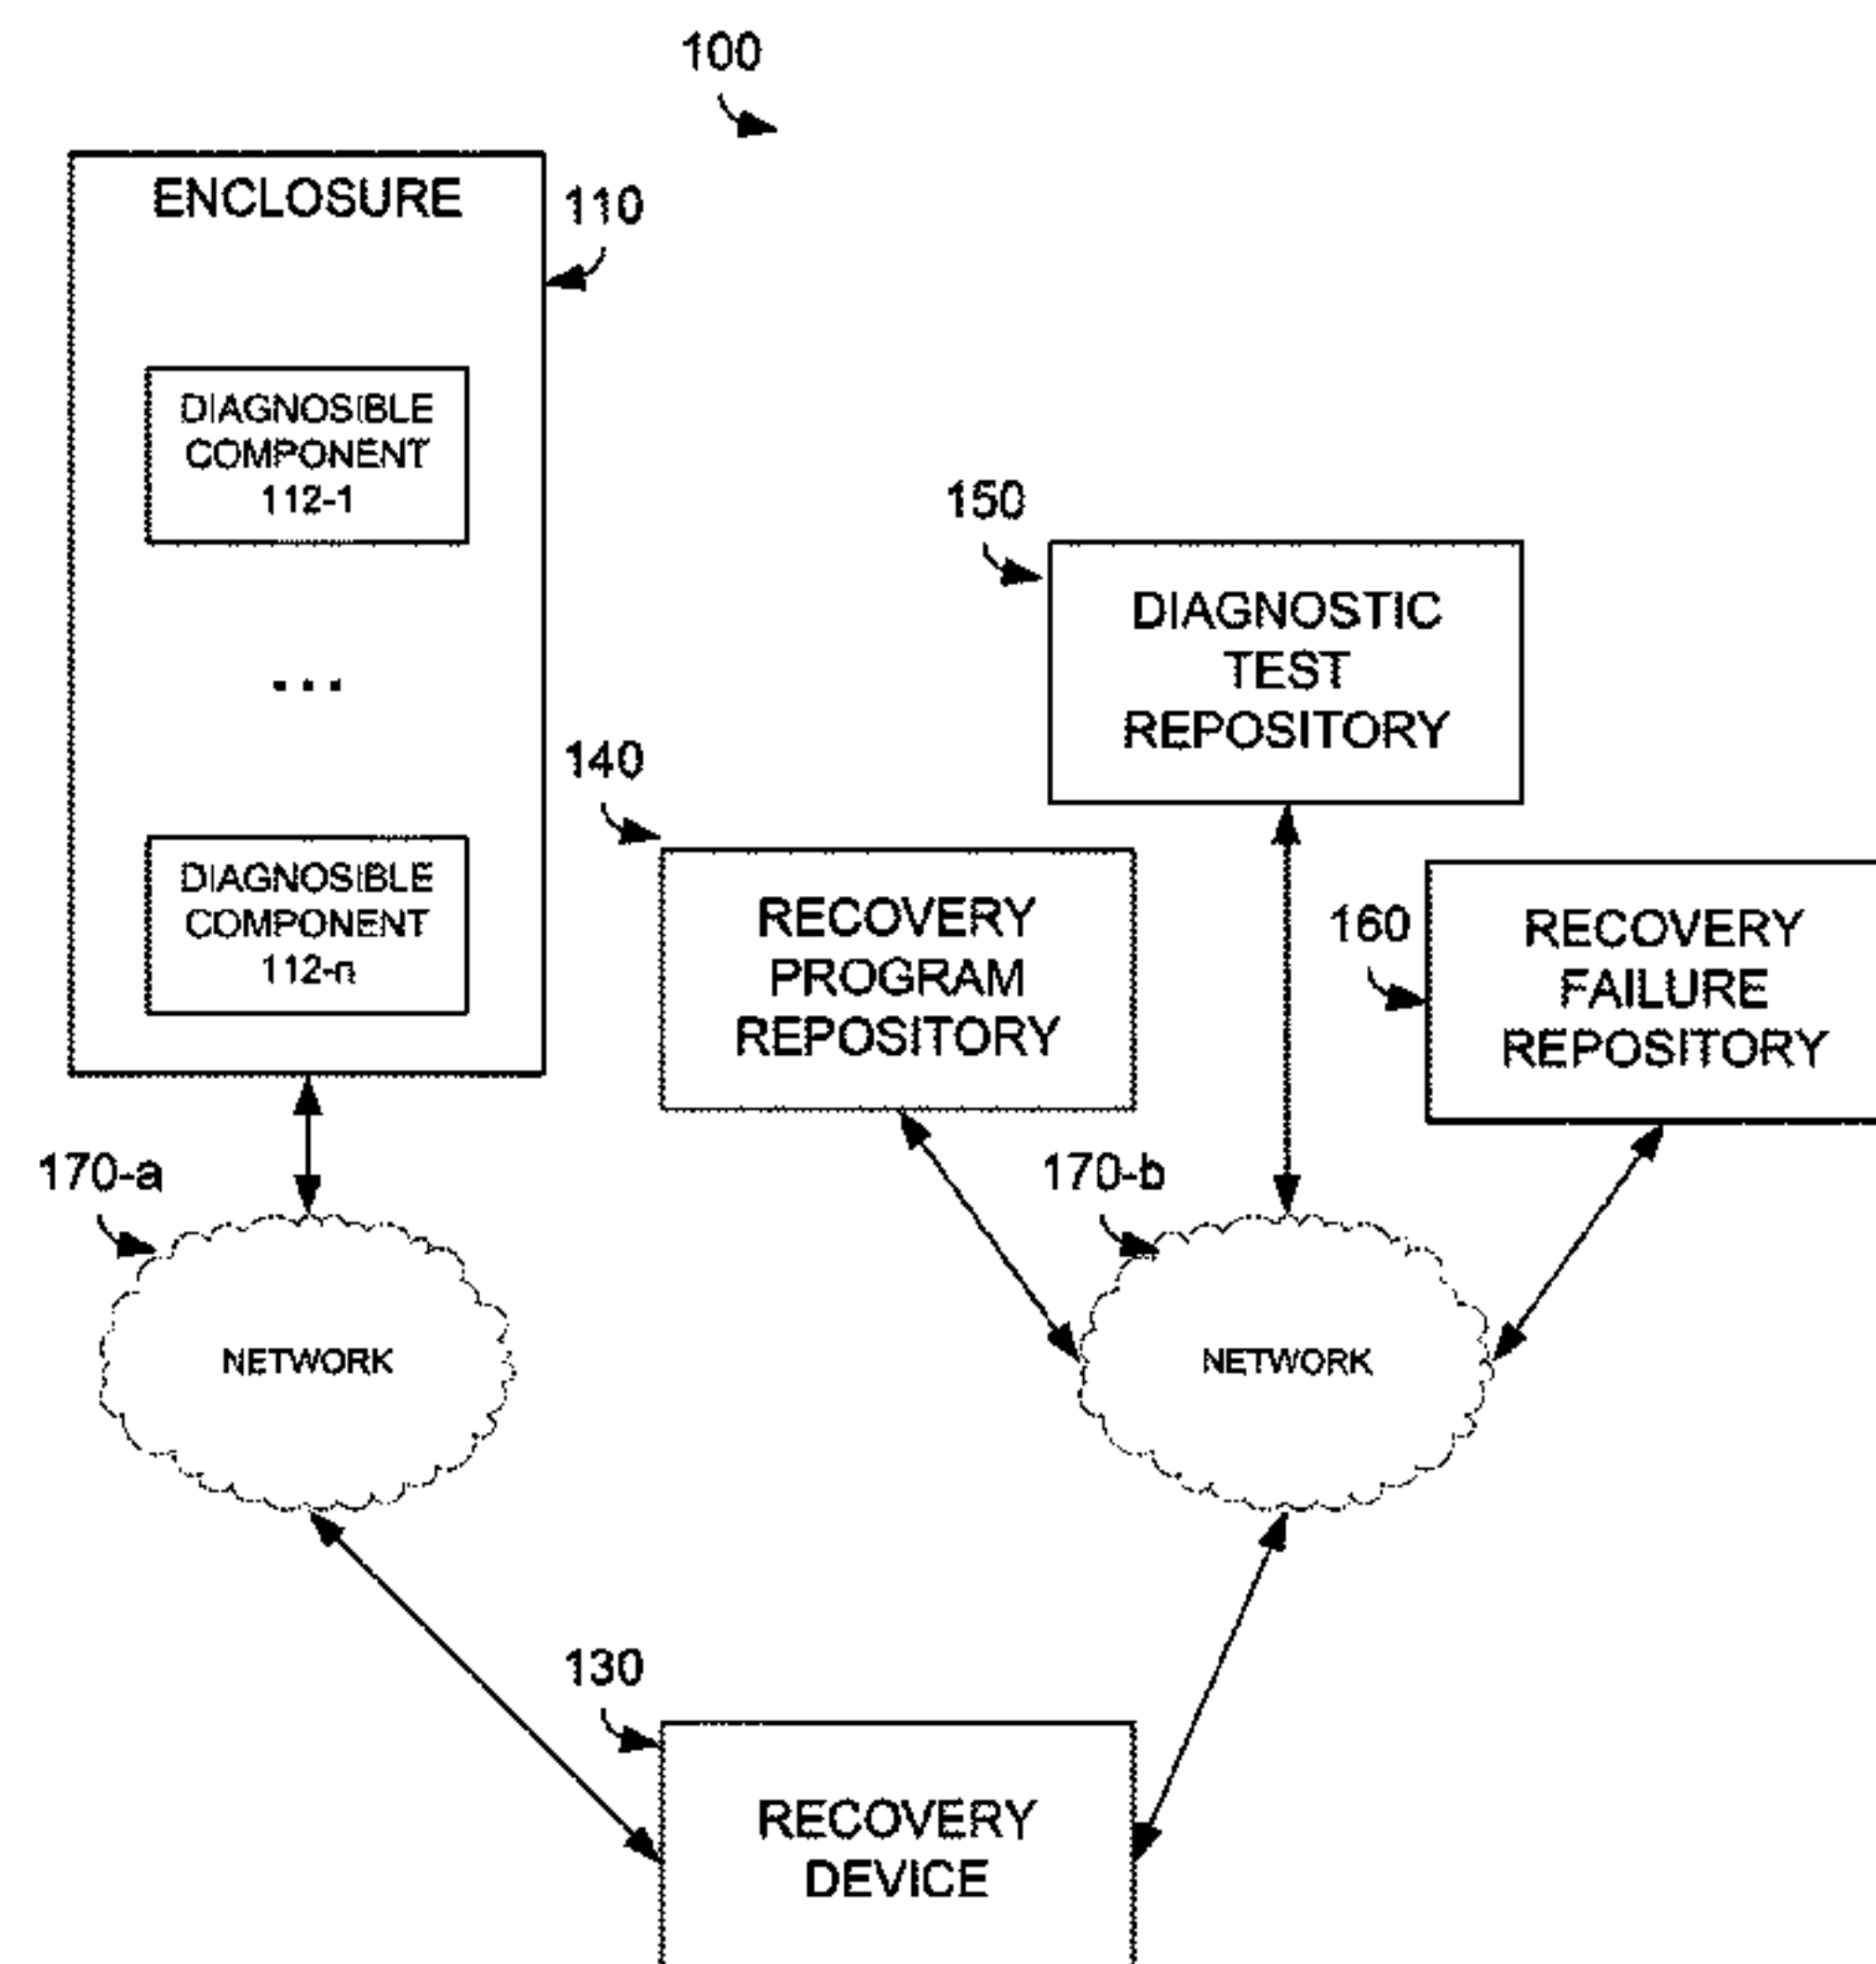 100
ENCLOSURE
110
DIAGNOSIBLE
COMPONENT
112-1
...
DIAGNOSIBLE
COMPONENT
112-n
150
DIAGNOSTIC
TEST
REPOSITORY
140
RECOVERY
PROGRAM
REPOSITORY
160
RECOVERY
FAILURE
REPOSITORY
170-a
NETWORK
170-b
NETWORK
130
RECOVERY
DEVICE